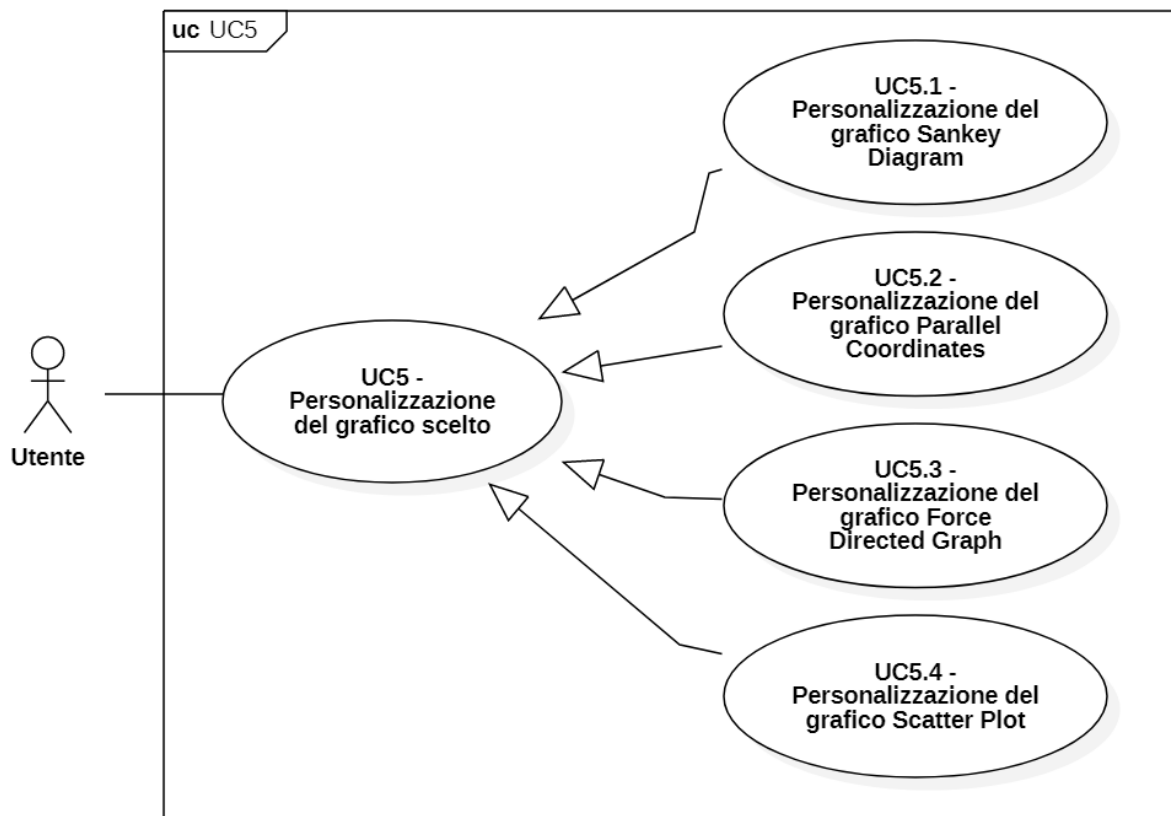 uc UC5
UC5.1 -
Personalizzazione del
grafico Sankey
Diagram
UC5.2 -
Personalizzazione del
grafico Parallel
Coordinates
UC5 -
Personalizzazione
del grafico scelto
Utente
UC5.3 -
Personalizzazione del
grafico Force
Directed Graph
UC5.4 -
Personalizzazione del
grafico Scatter Plot